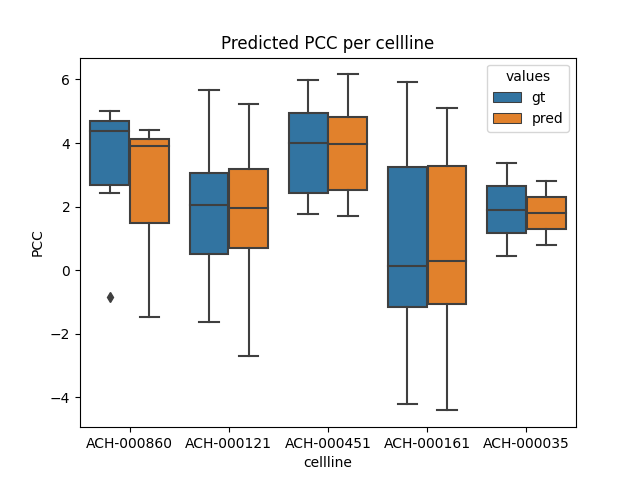 Predicted PCC per cellline
values
gt
pred
6
4
2
0
−2
−4
PCC
ACH-000860 ACH-000121 ACH-000451 ACH-000161 ACH-000035
cellline